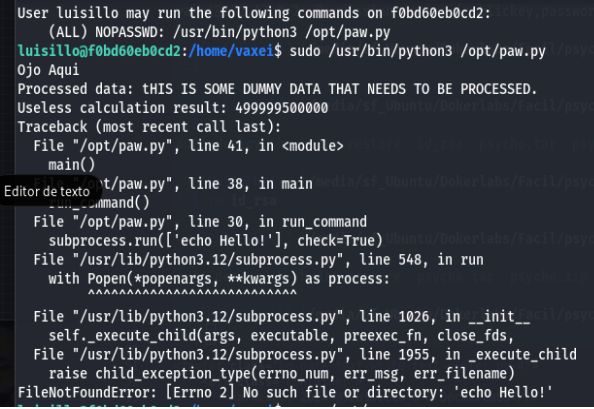 User luisillo may run the following commands on f0bd60eb0cd2:
    (ALL) NOPASSWD: /usr/bin/python3 /opt/paw.py
luisillo@f0bd60eb0cd2:/home/vaxei$ sudo /usr/bin/python3 /opt/paw.py
Ojo Aqui
Processed data: tHIS IS SOME DUMMY DATA THAT NEEDS TO BE PROCESSED.
Useless calculation result: 499999500000
Traceback (most recent call last):
  File "/opt/paw.py", line 41, in <module>
    main()
Editor de texto
pt/paw.py", line 38, in main
    run_command()
  File "/opt/paw.py", line 30, in run_command
    subprocess.run(['echo Hello!'], check=True)
  File "/usr/lib/python3.12/subprocess.py", line 548, in run
    with Popen(*popenargs, **kwargs) as process:
         ^^^^^^^^^^^^^^^^^^^^^^^^^^^
  File "/usr/lib/python3.12/subprocess.py", line 1026, in __init__
    self._execute_child(args, executable, preexec_fn, close_fds,
  File "/usr/lib/python3.12/subprocess.py", line 1955, in _execute_child
    raise child_exception_type(errno_num, err_msg, err_filename)
FileNotFoundError: [Errno 2] No such file or directory: 'echo Hello!'